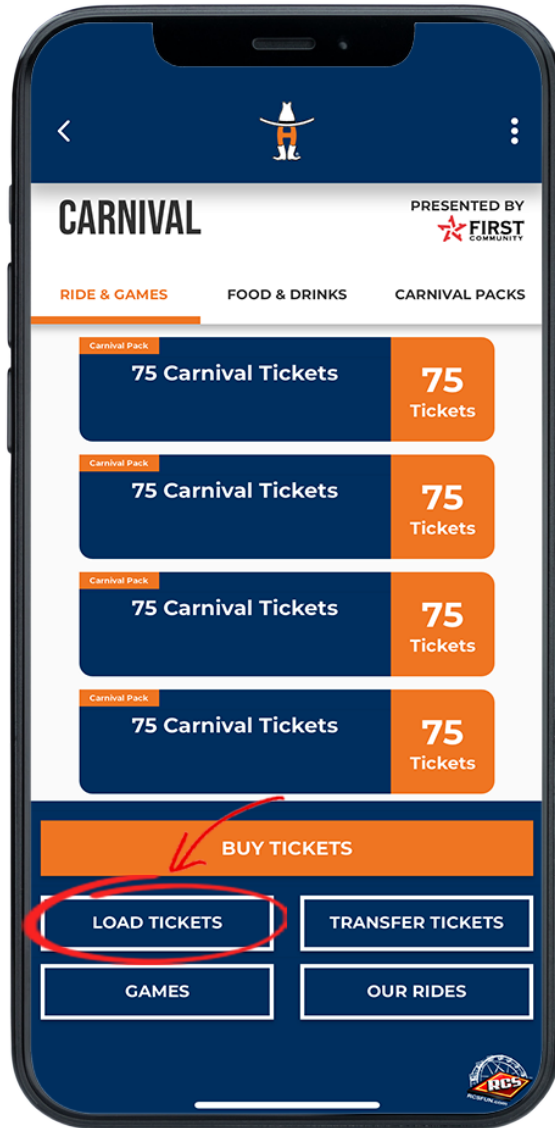 H
CARNIVAL
PRESENTED BY
FIRST
COMMUNITY
RIDE & GAMES FOOD & DRINKS CARNIVAL PACKS
Carnival Pack
75 Carnival Tickets
75
Tickets
Carnival Pack
75 Carnival Tickets
75
Tickets
Carnival Pack
75 Carnival Tickets
75
Tickets
Carnival Pack
75 Carnival Tickets
75
Tickets
BUY TICKETS
LOAD TICKETS TRANSFER TICKETS
GAMES OUR RIDES
RCS
RCSFUN.COM